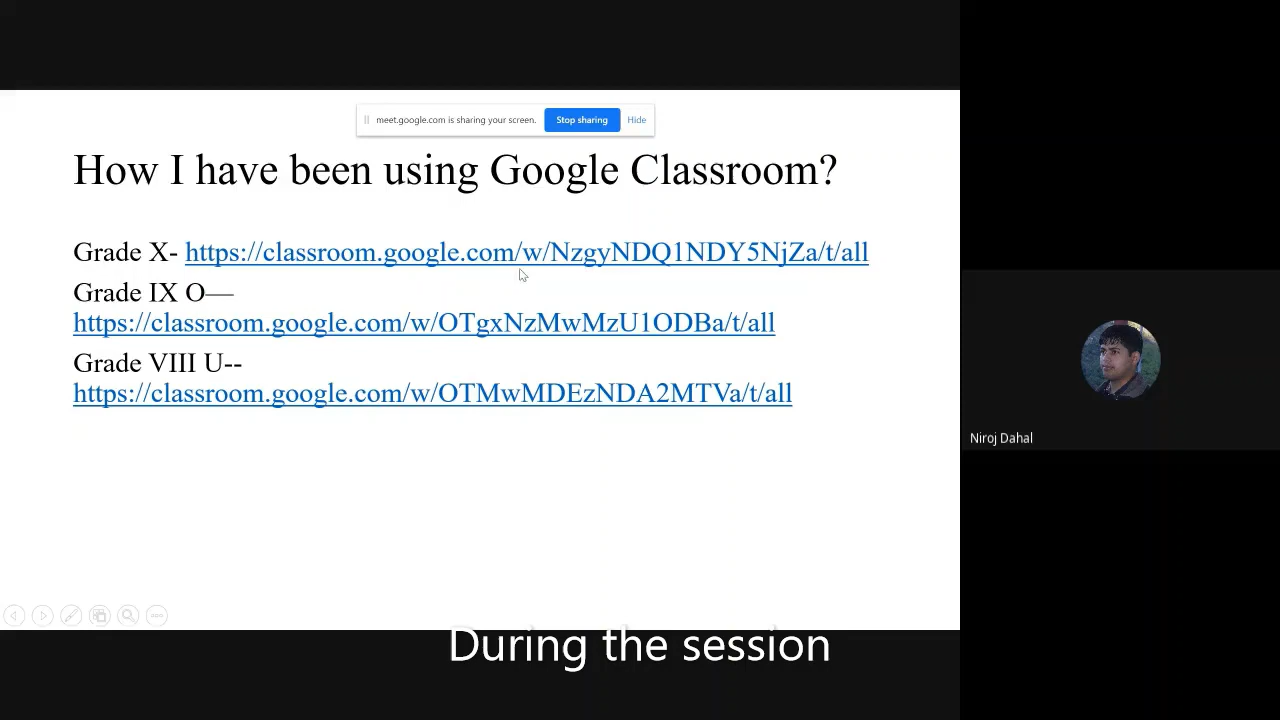 meet.google.com is sharing your screen. Stop sharing Hide
How I have been using Google Classroom?
Grade X- https://classroom.google.com/w/NzgyNDQ1NDY5NjZa/t/all
Grade IX O—
https://classroom.google.com/w/OTgxNzMwMzU1ODBa/t/all
Grade VIII U--
https://classroom.google.com/w/OTMwMDEzNDA2MTVa/t/all
Niroj Dahal
During the session